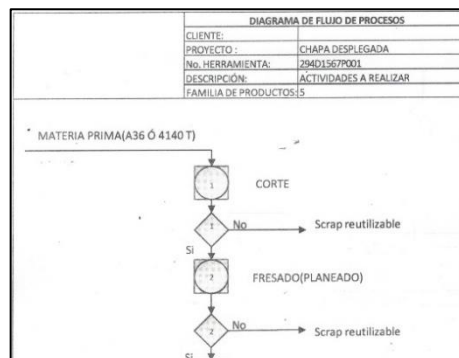 DIAGRAMA DE FLUJO DE PROCESOS
CLIENTE:
PROYECTO : CHAPA DESPLEGADA
No. HERRAMIENTA: 294D1567P001
DESCRIPCIÓN: ACTIVIDADES A REALIZAR
FAMILIA DE PRODUCTOS: 5
MATERIA PRIMA(A36 Ó 4140 T)
1 CORTE
1 No Scrap reutilizable
Si
2 FRESADO(PLANEADO)
2 No Scrap reutilizable
Si